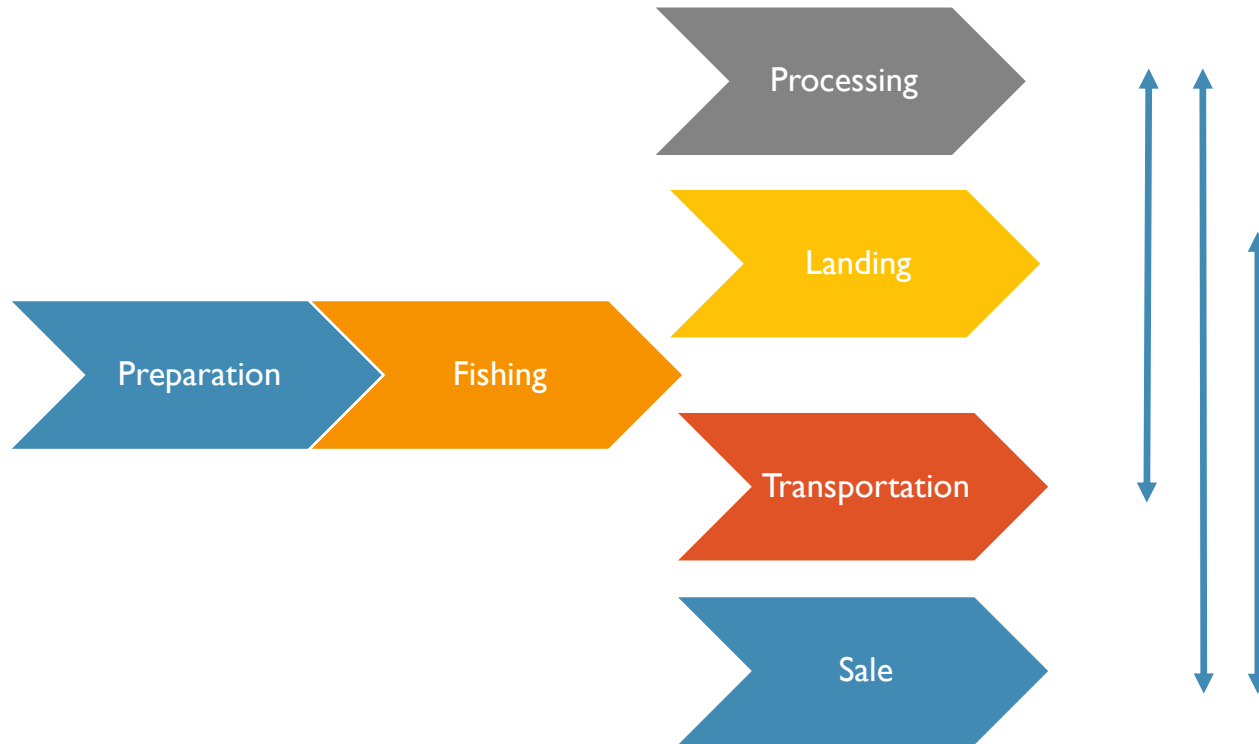 Processing
Landing
Preparation
Fishing
Transportation
Sale